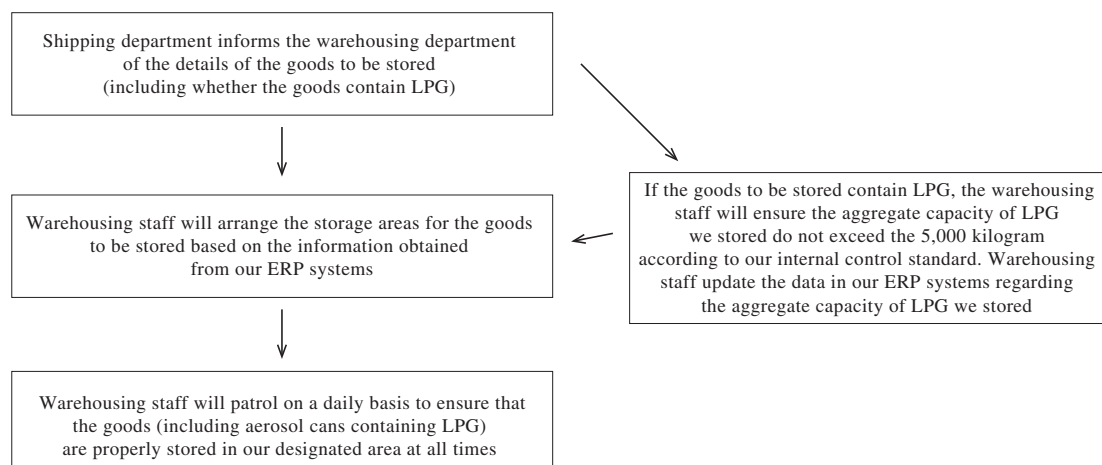 Shipping department informs the warehousing department
of the details of the goods to be stored
(including whether the goods contain LPG)
If the goods to be stored contain LPG, the warehousing
staff will ensure the aggregate capacity of LPG
we stored do not exceed the 5,000 kilogram
according to our internal control standard. Warehousing
staff update the data in our ERP systems regarding
the aggregate capacity of LPG we stored
Warehousing staff will arrange the storage areas for the goods
to be stored based on the information obtained
from our ERP systems
Warehousing staff will patrol on a daily basis to ensure that
the goods (including aerosol cans containing LPG)
are properly stored in our designated area at all times